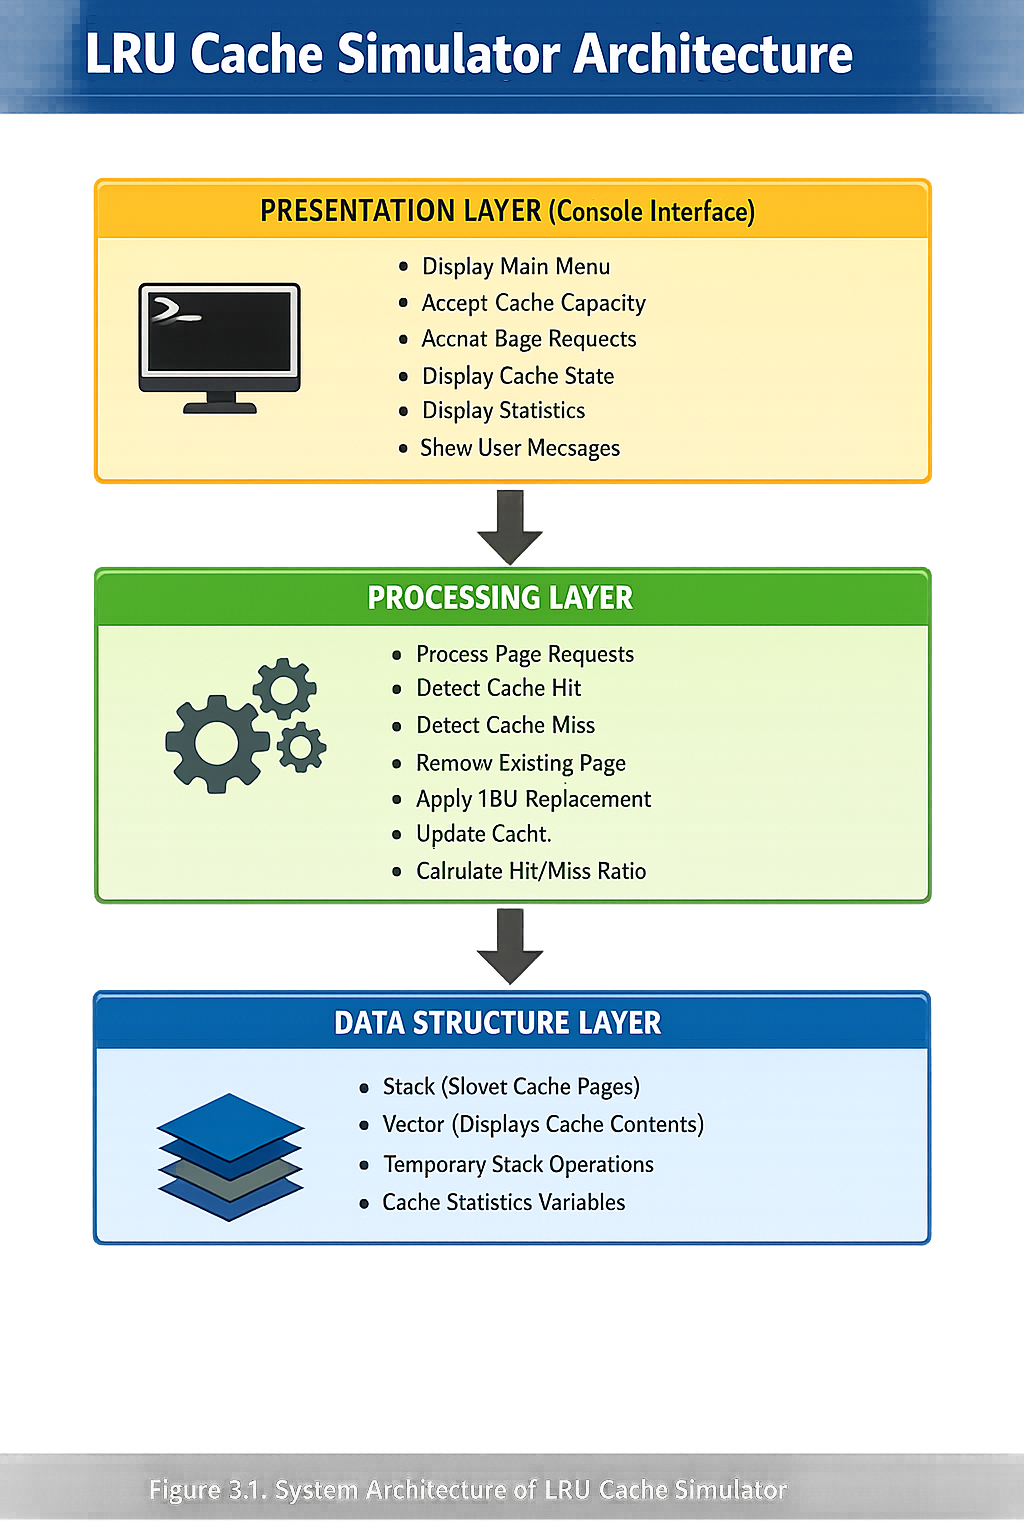 LRU Cache Simulator Architecture
PRESENTATION LAYER (Console Interface)
• Display Main Menu
• Accept Cache Capacity
• Accnat Bage Requests
• Display Cache State
• Display Statistics
• Shew User Mecsages
PROCESSING LAYER
• Process Page Requests
• Detect Cache Hit
• Detect Cache Miss
• Remow Existing Page
• Apply 1BU Replacement
• Update Cacht.
• Calrulate Hit/Miss Ratio
DATA STRUCTURE LAYER
• Stack (Slovet Cache Pages)
• Vector (Displays Cache Contents)
• Temporary Stack Operations
• Cache Statistics Variables
Figure 3.1. System Architecture of LRU Cache Simulator